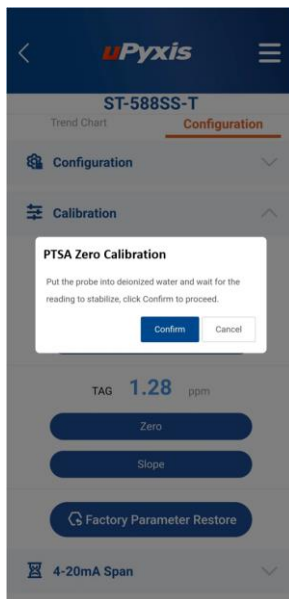 uPyxis
ST-588SS-T
Trend Chart Configuration
Configuration
Calibration
PTSA Zero Calibration
Put the probe into deionized water and wait for the
reading to stabilize, click Confirm to proceed.
Confirm Cancel
TAG 1.28 ppm
Zero
Slope
Factory Parameter Restore
4-20mA Span